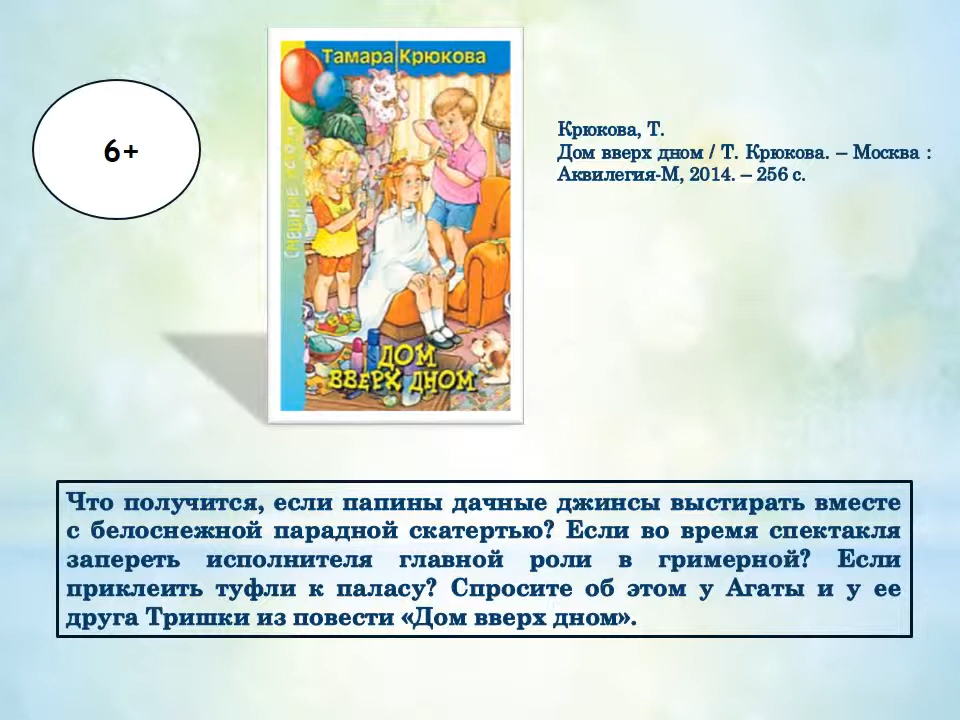 6+
Тамара Крюкова
СМЕШНЫЕ
ДОМ
ВВЕРХ ДНОМ
Крюкова, Т.
Дом вверх дном / Т. Крюкова. – Москва :
Аквилегия-М, 2014. – 256 с.
Что получится, если папины дачные джинсы выстирать вместе
с белоснежной парадной скатертью? Если во время спектакля
запереть исполнителя главной роли в гримерной? Если
приклеить туфли к паласу? Спросите об этом у Агаты и у ее
друга Тришки из повести «Дом вверх дном».